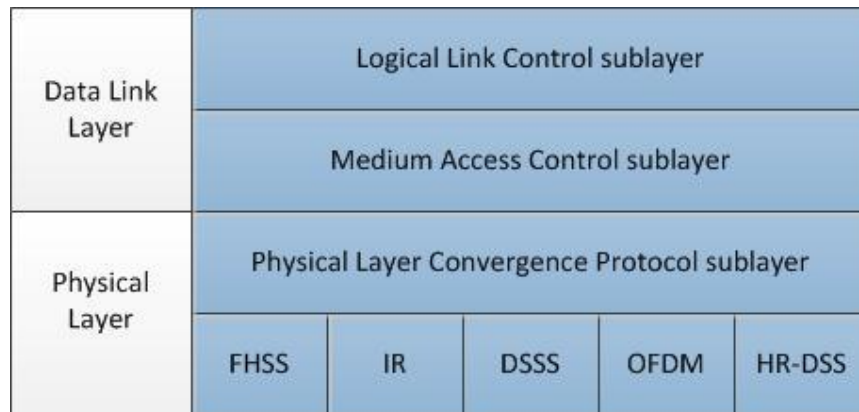 Data Link
Layer
Logical Link Control sublayer
Medium Access Control sublayer
Physical
Layer
Physical Layer Convergence Protocol sublayer
FHSS
IR
DSSS
OFDM
HR-DSS